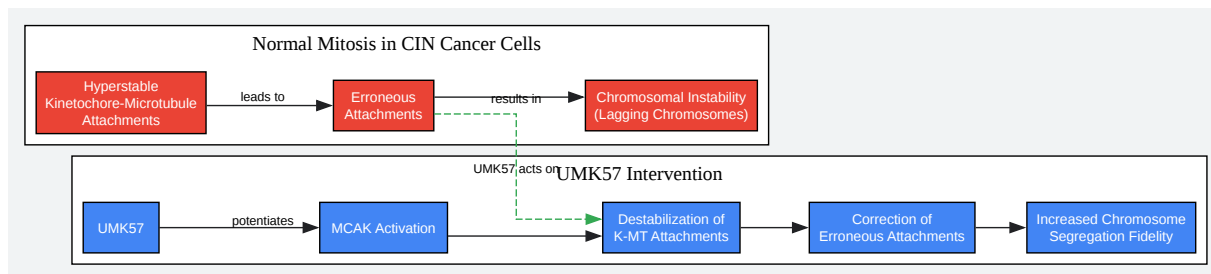 Normal Mitosis in CIN Cancer Cells
Hyperstable
Kinetochore-Microtubule
Attachments
leads to
Erroneous
Attachments
results in
Chromosomal Instability
(Lagging Chromosomes)
UMK57 acts on
UMK57 Intervention
UMK57
potentiates
MCAK Activation
Destabilization of
K-MT Attachments
Correction of
Erroneous Attachments
Increased Chromosome
Segregation Fidelity